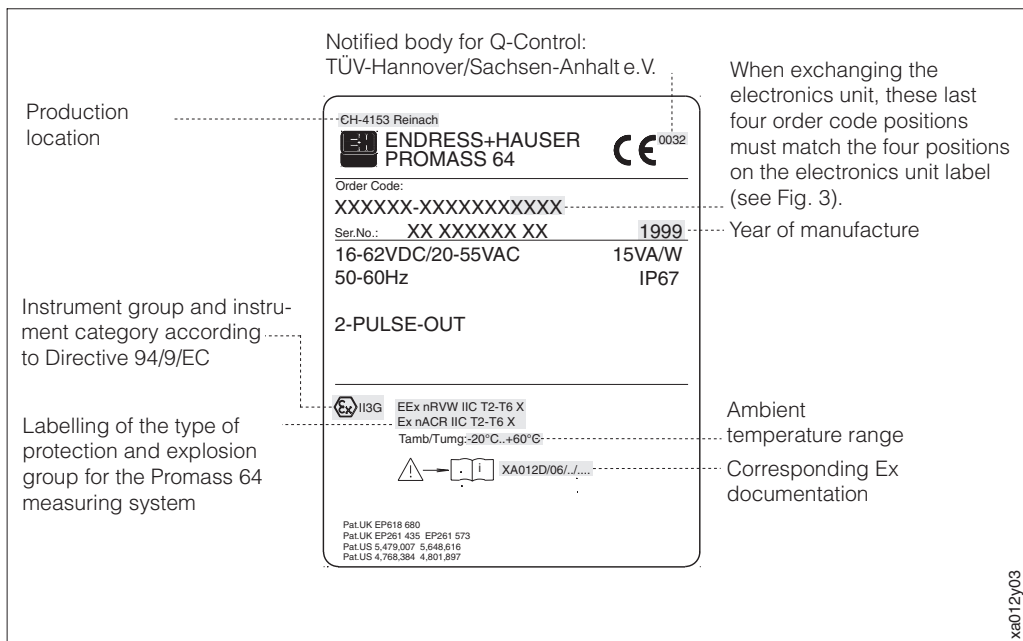 Notified body for Q-Control:
TÜV-Hannover/Sachsen-Anhalt e.V.
Production
location
When exchanging the
electronics unit, these last
four order code positions
must match the four positions
on the electronics unit label
(see Fig. 3).
Year of manufacture
CH-4153 Reinach
EH
ENDRESS+HAUSER
PROMASS 64
CE 0032
Order Code:
XXXXXX-XXXXXXXXXXX
Ser.No.: XX XXXXXX XX 1999
16-62VDC/20-55VAC 15VA/W
50-60Hz IP67
2-PULSE-OUT
Instrument group and instru-
ment category according
to Directive 94/9/EC
Labelling of the type of
protection and explosion
group for the Promass 64
measuring system
Ex II3G EEx nRVW IIC T2-T6 X
Ex nACR IIC T2-T6 X
Tamb/Tumg:-20°C..+60°C
i XA012D/06/../....
Ambient
temperature range
Corresponding Ex
documentation
Pat.UK EP618 680
Pat.UK EP261 435 EP261 573
Pat.US 5,479,007 5,648,616
Pat.US 4,768,384 4,801,897
xa012y03